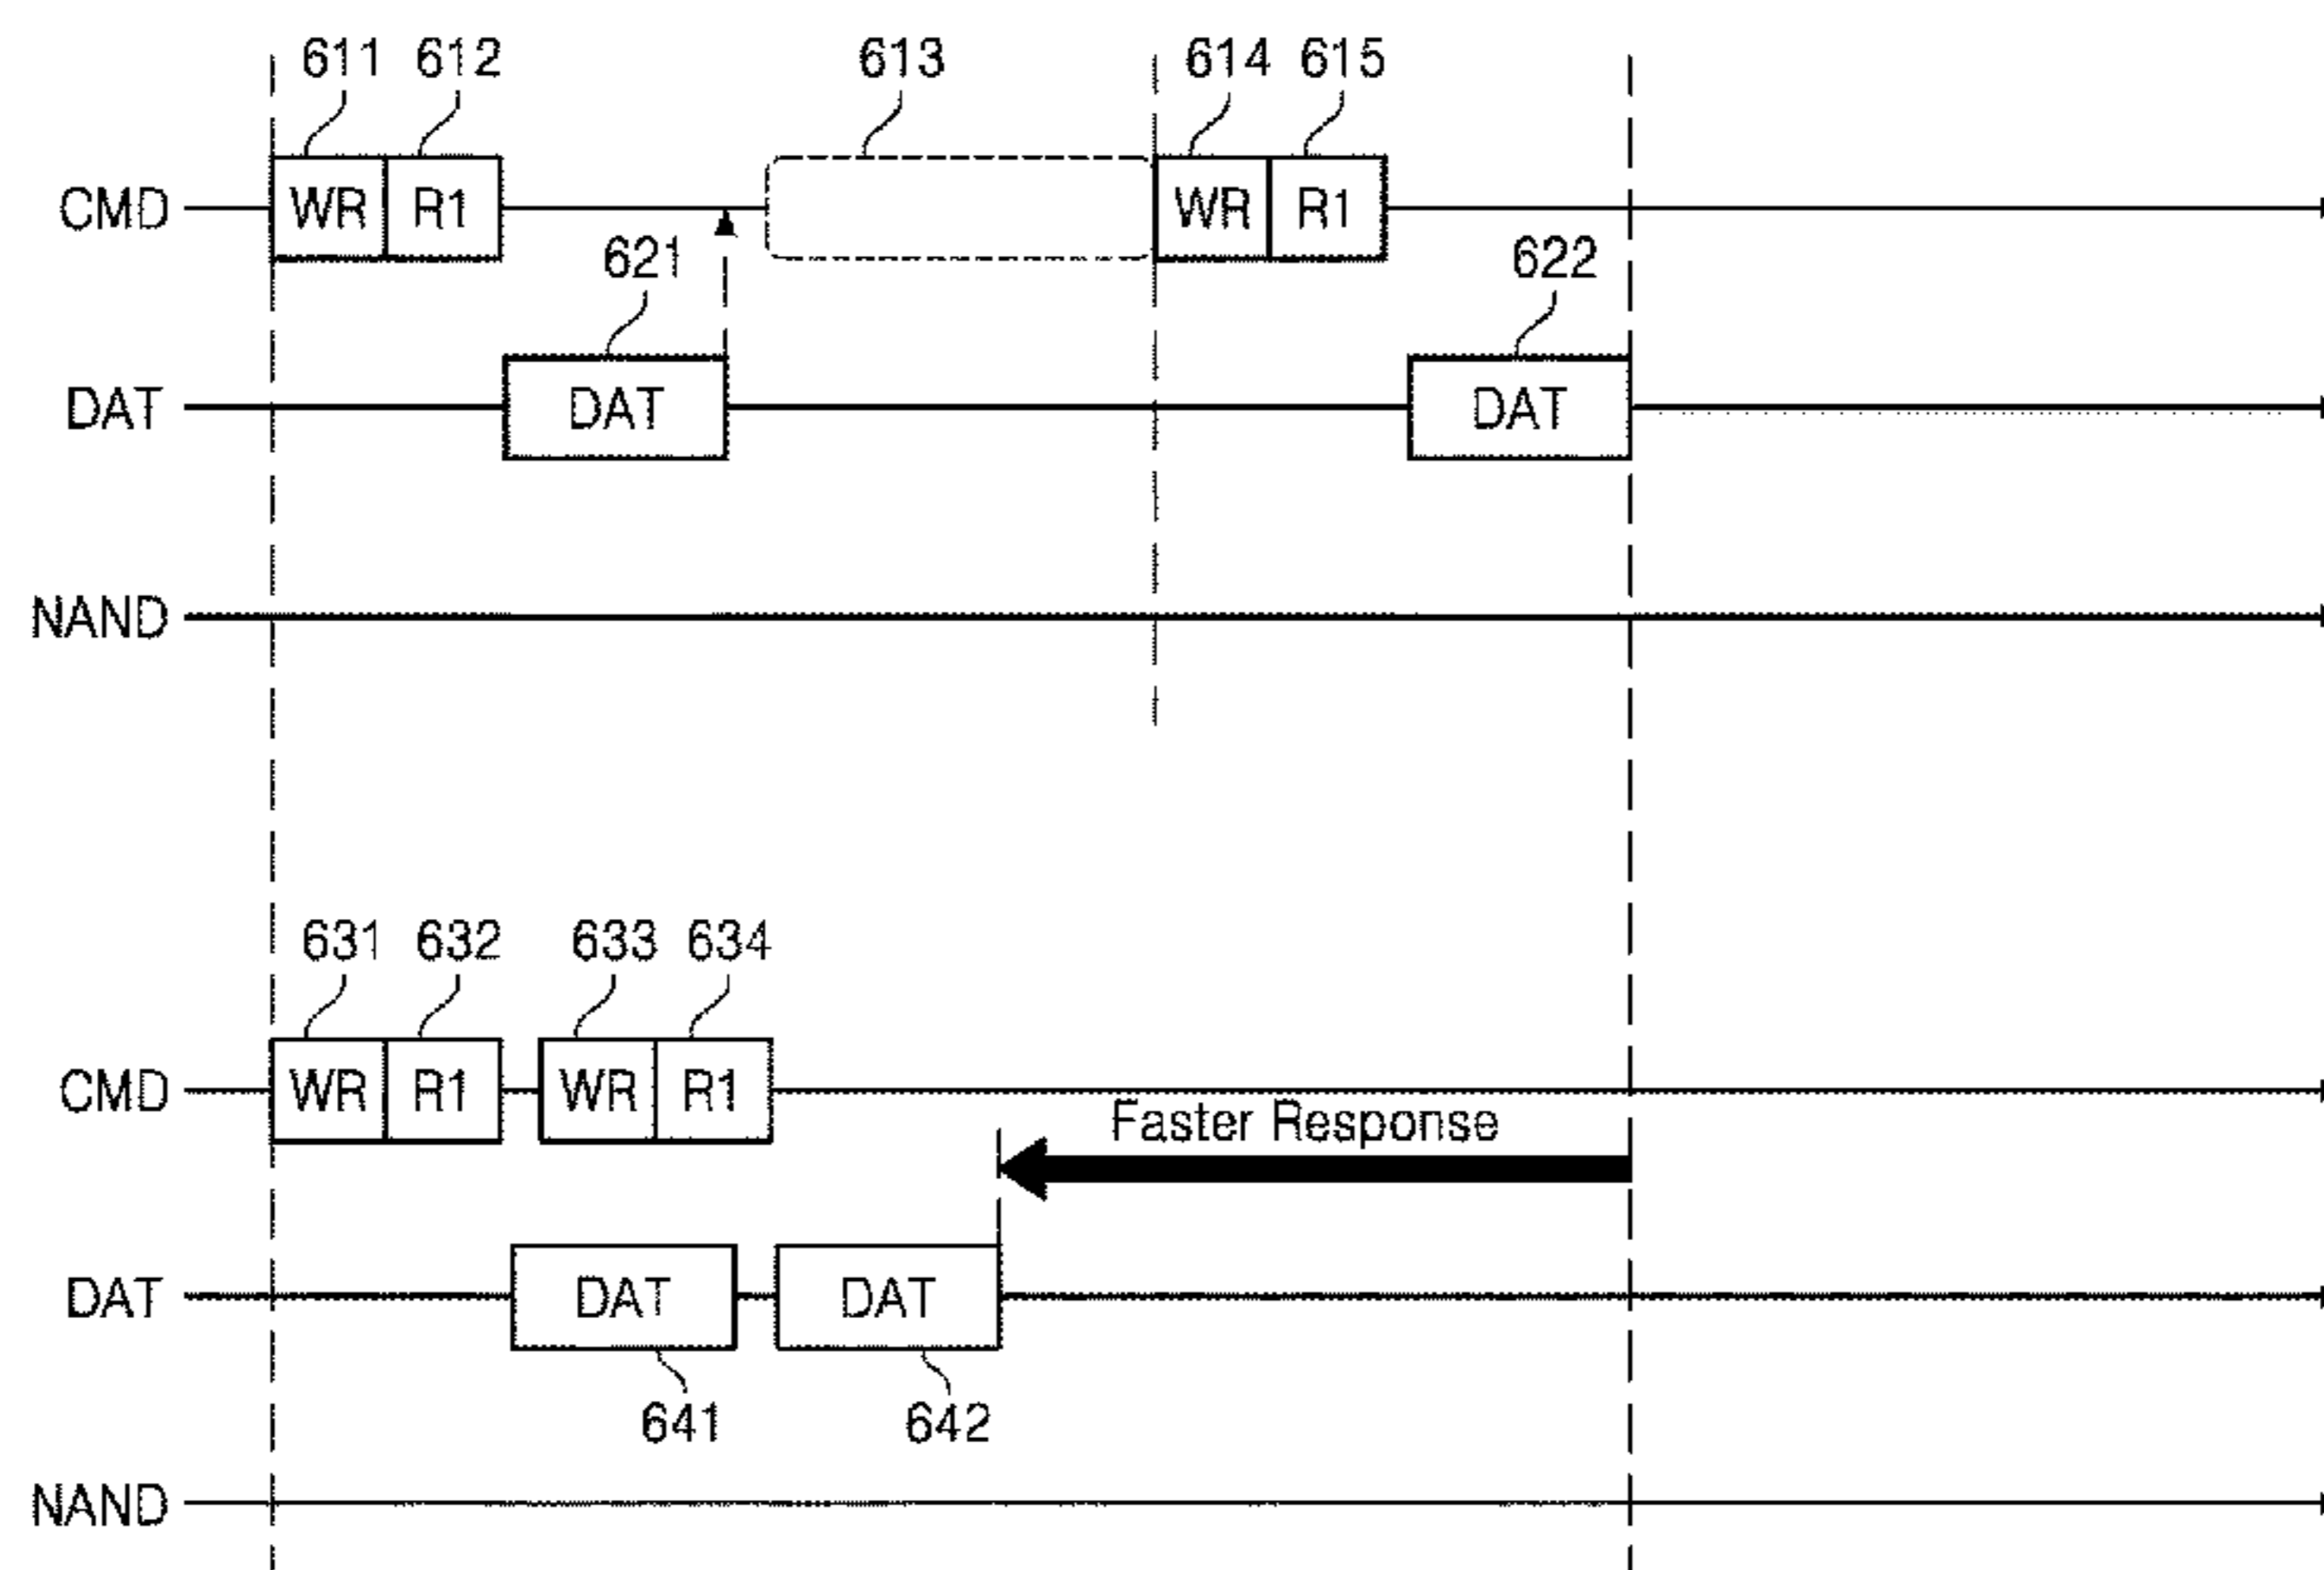 611 612 613 614 615
CMD WR R1 WR R1
621 622
DAT DAT DAT
NAND
631 632 633 634
CMD WR R1 WR R1
Faster Response
DAT DAT DAT
641 642
NAND